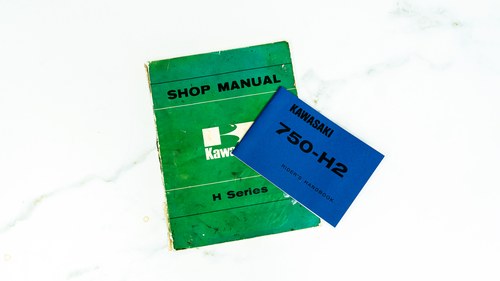 SHOP MANUAL
Kawa
H Series
KAWASAKI
750-H2
RIDER'S HANDBOOK